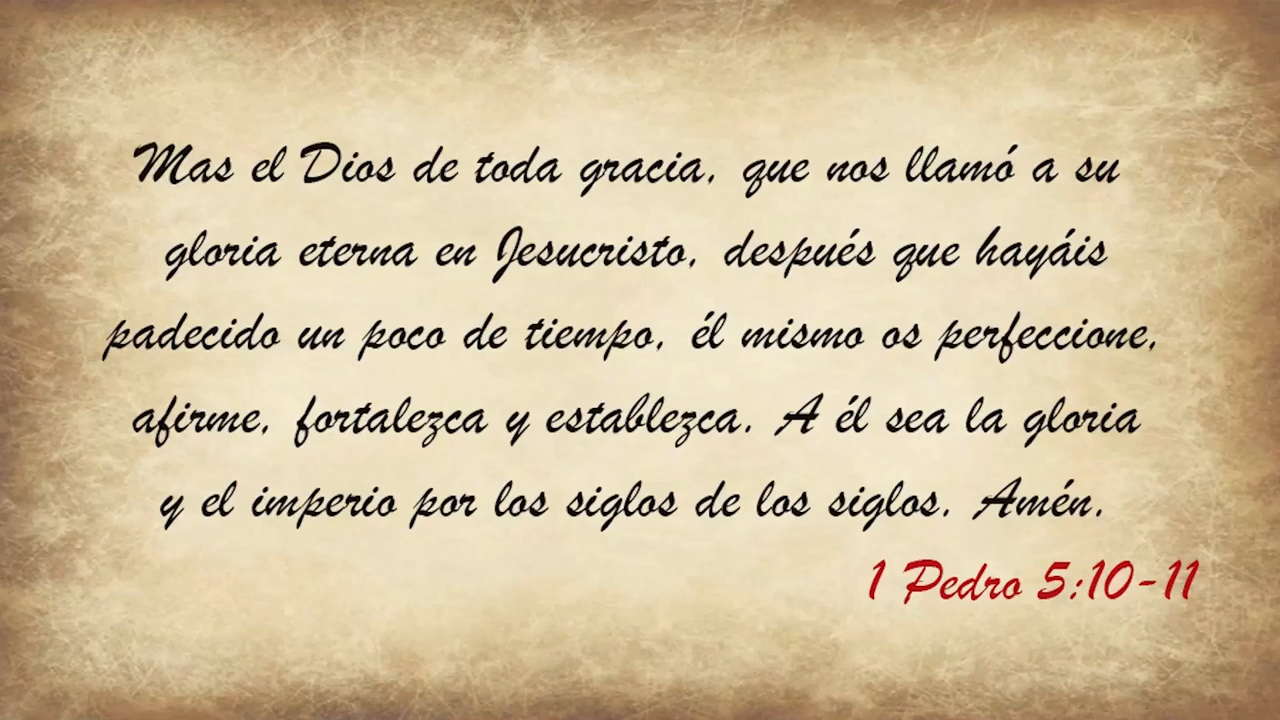 Mas el Dios de toda gracia, que nos llamó a su
gloria eterna en Jesucristo, después que hayáis
padecido un poco de tiempo, él mismo os perfeccione,
afirme, fortalezca y establezca. A él sea la gloria
y el imperio por los siglos de los siglos. Amén.
1 Pedro 5:10-11